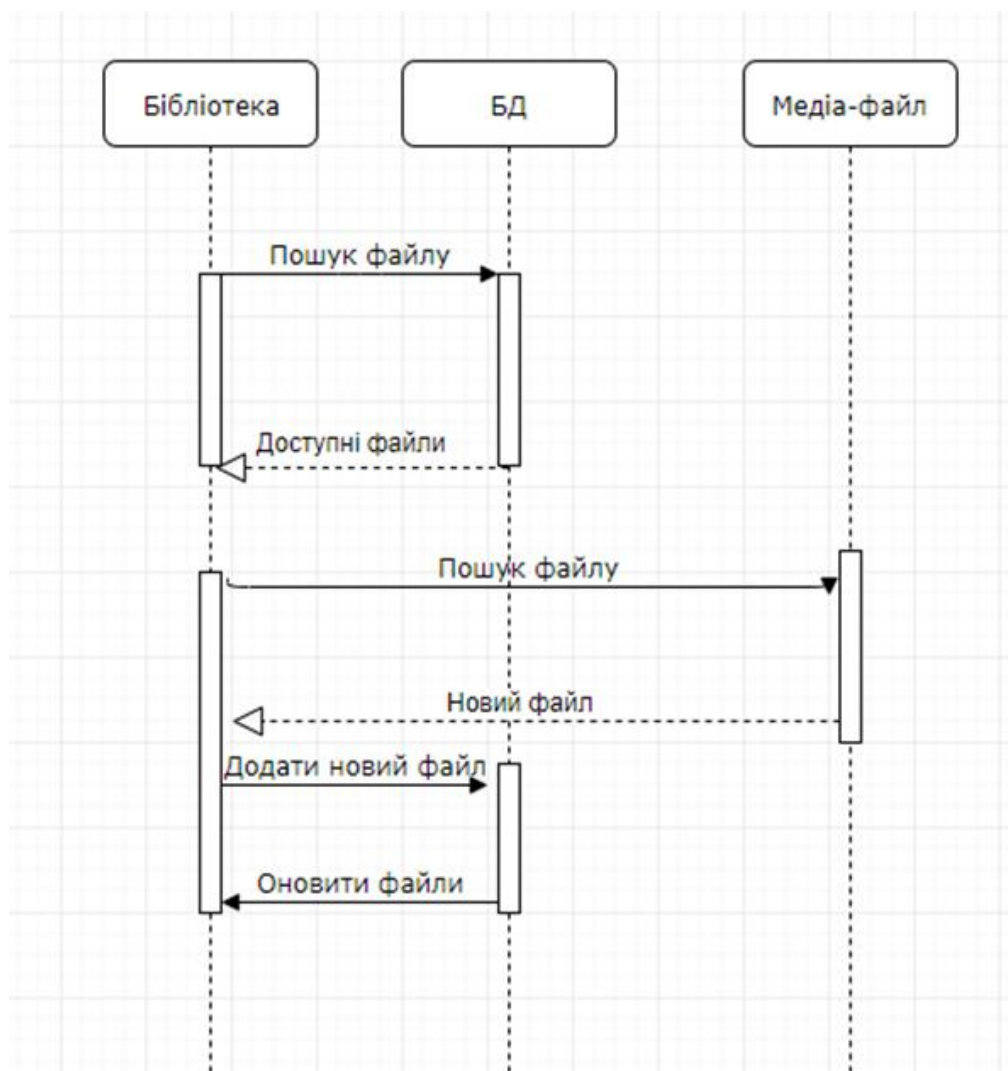 Бібліотека
БД
Медіа-файл
Пошук файлу
Доступні файли
Пошук файлу
Новий файл
Додати новий файл
Оновити файли